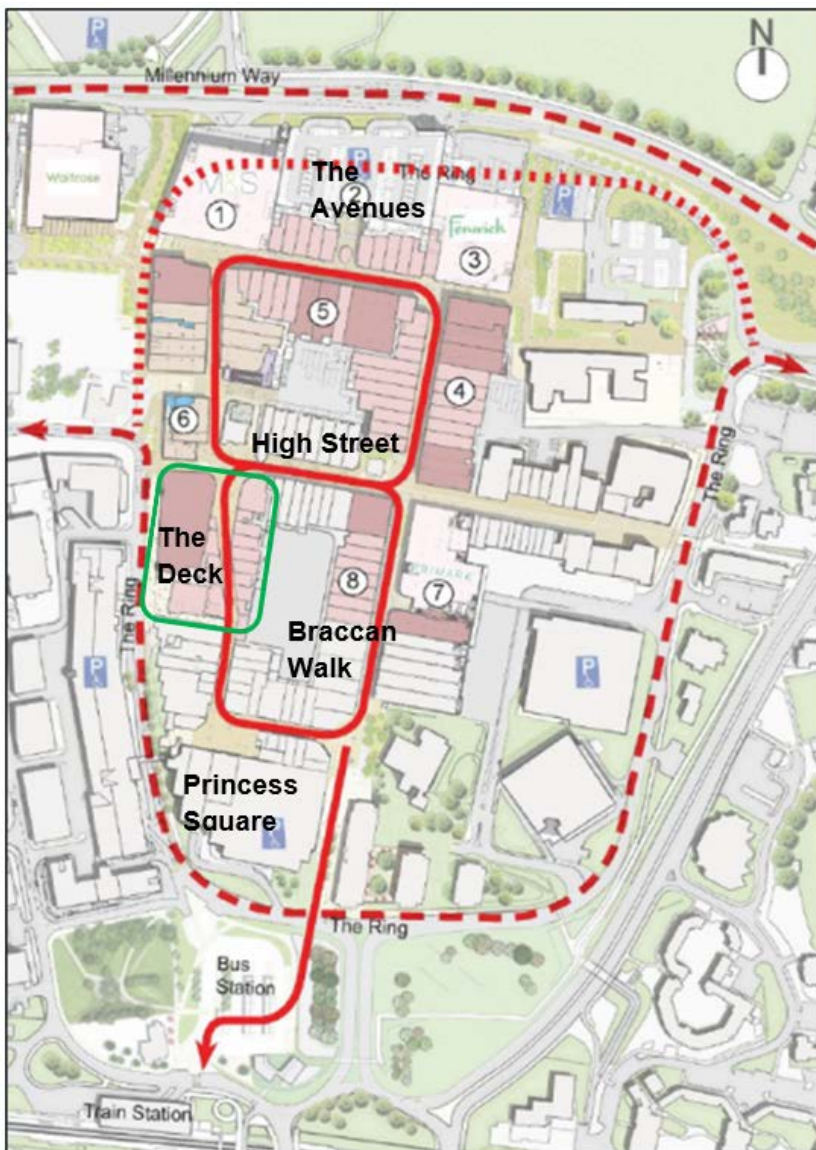 N
P
Millennium Way
Waitrose
M&S
P
The Ring
The
Avenues
1
2
P
Fenwick
3
5
4
6
High Street
The
Deck
PRIMARK
8
7
The Ring
The Ring
Braccan
Walk
P
P
Princess
Square
P
The Ring
Bus
Station
Train Station